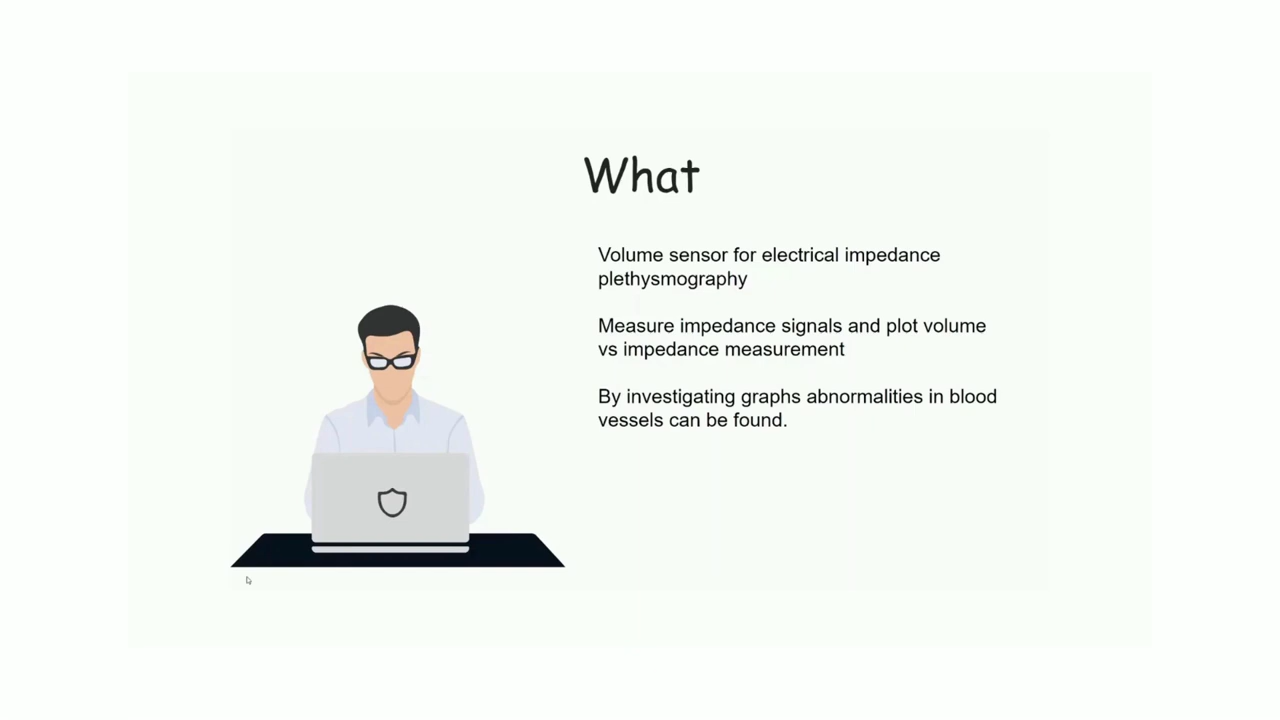 What
Volume sensor for electrical impedance
plethysmography
Measure impedance signals and plot volume
vs impedance measurement
By investigating graphs abnormalities in blood
vessels can be found.